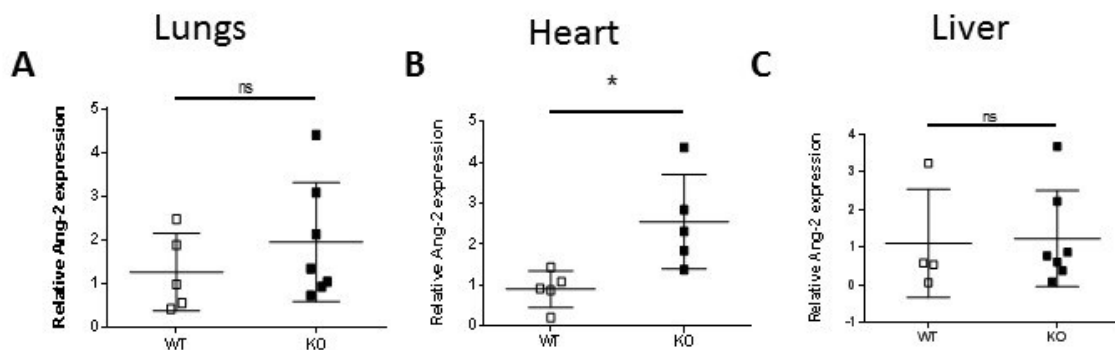 Lungs
Heart
Liver
A
B
C
ns
*
ns
Relative Ang-2 expression
5
4
3
2
1
0
WT
KO
Relative Ang-2 expression
5
4
3
2
1
0
WT
KO
Relative Ang-2 expression
4
3
2
1
0
-1
WT
KO